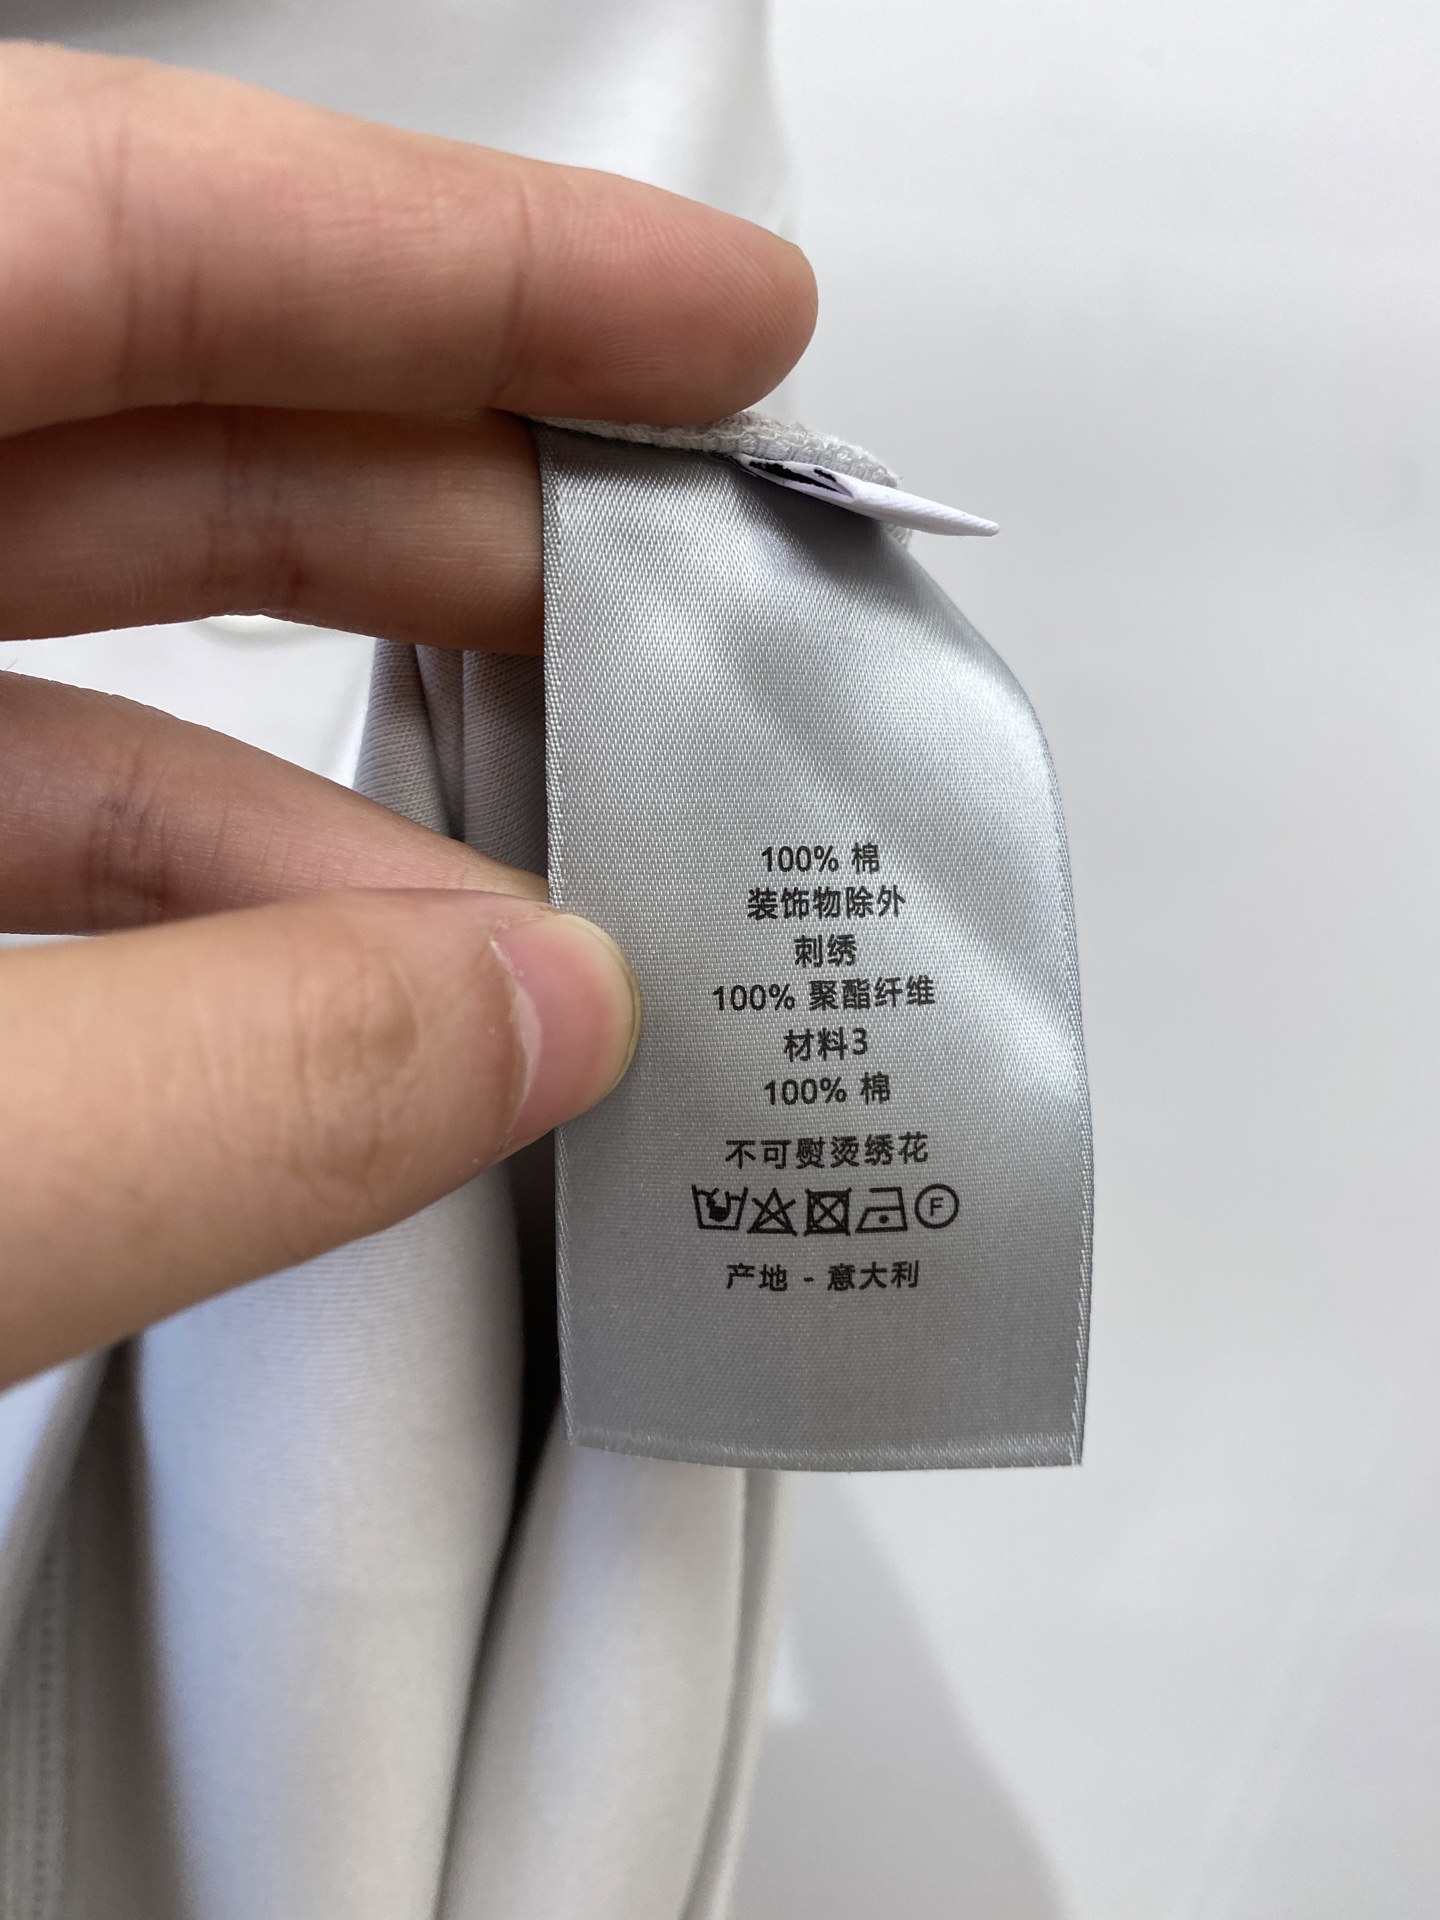 100% 棉
装饰物除外
刺绣
100% 聚酯纤维
材料3
100% 棉
不可熨烫绣花
F
产地 - 意大利